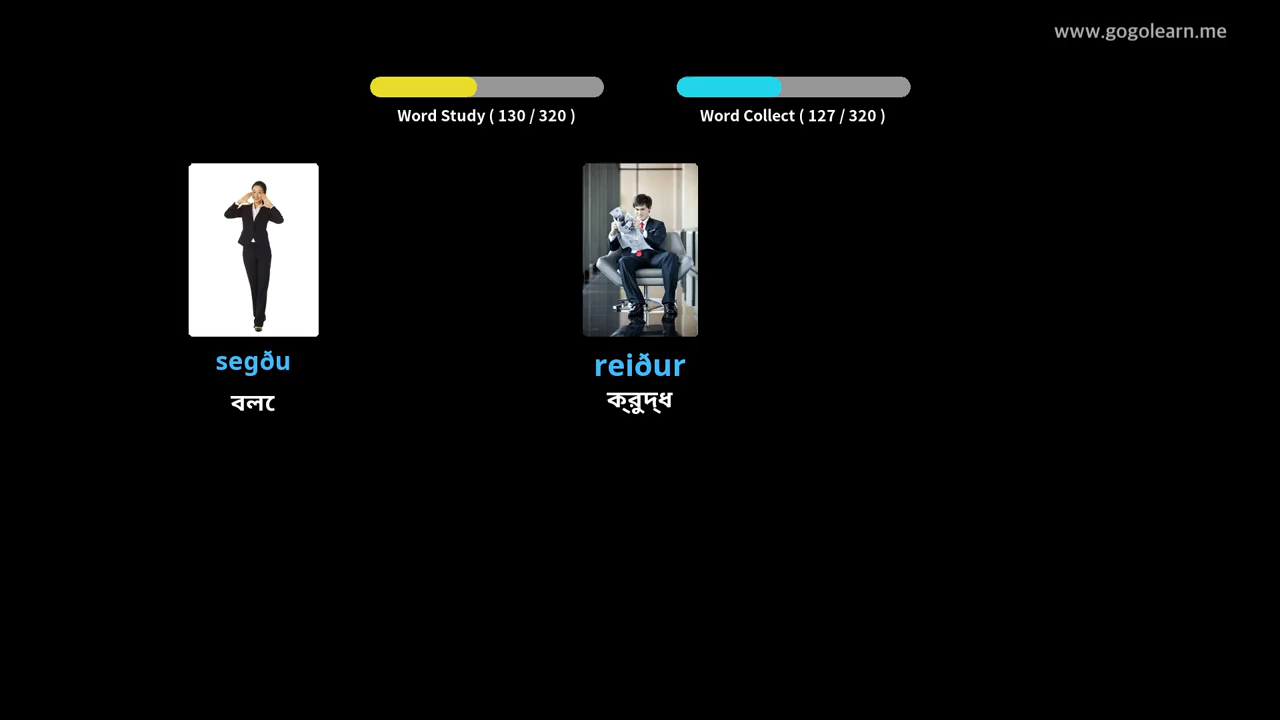 www.gogolearn.me
Word Study ( 130 / 320 )
Word Collect ( 127 / 320 )
segðu
বলে
reiður
ক্রুদ্ধ